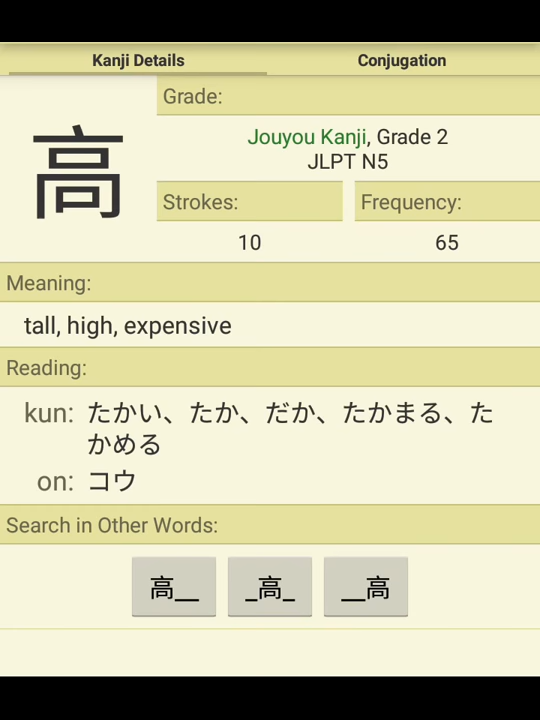 Kanji Details
Conjugation
高
Grade:
Jouyou Kanji, Grade 2
JLPT N5
Strokes:
Frequency:
10
65
Meaning:
tall, high, expensive
Reading:
kun: たかい、たか、だか、たかまる、た
かめる
on: コウ
Search in Other Words:
高__
_高_
__高